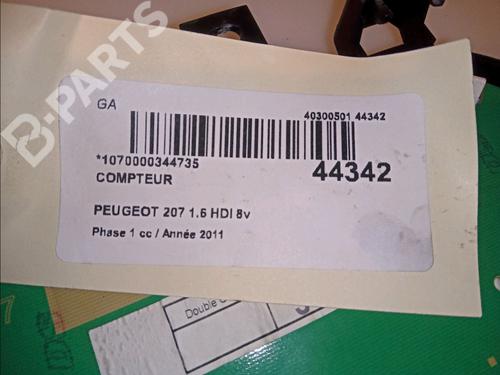 B-PARTS
GA
40300501 44342
*1070000344735
44342
COMPTEUR
PEUGEOT 207 1.6 HDI 8v
Phase 1 cc / Année 2011
Double